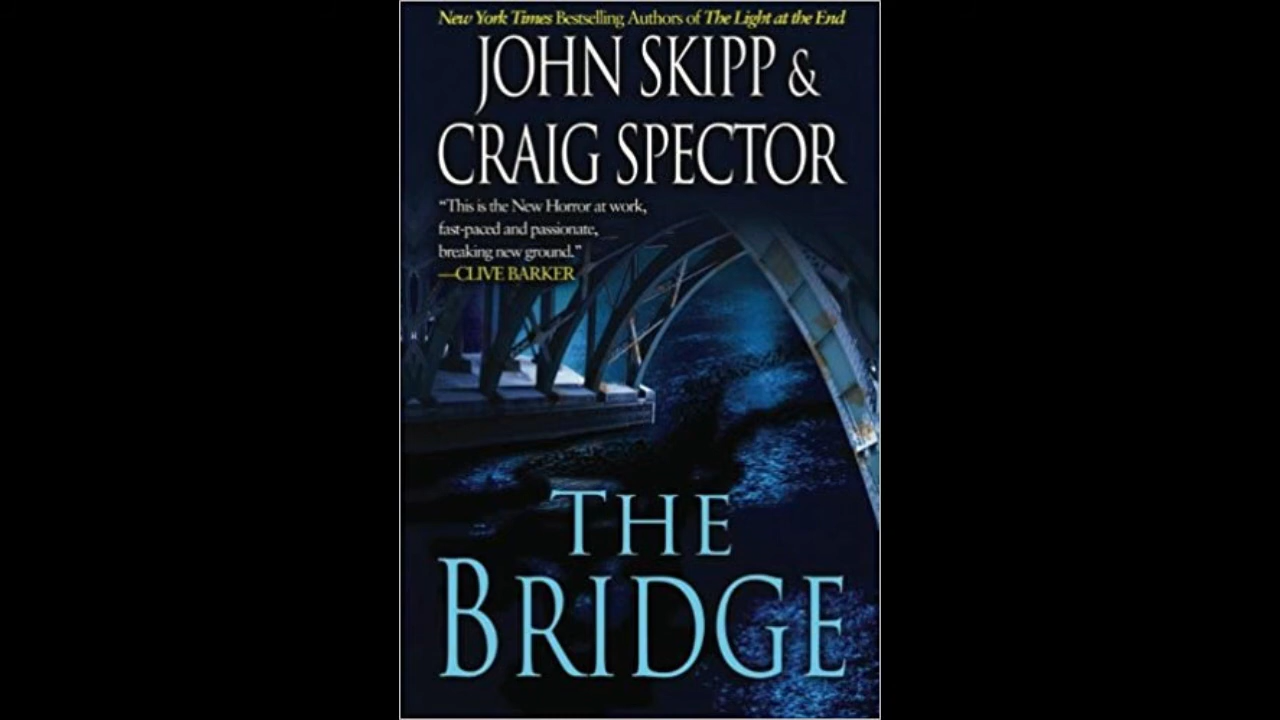 New York Times Bestselling Authors of The Light at the End
JOHN SKIPP &
CRAIG SPECTOR
“This is the New Horror at work,
fast-paced and passionate,
breaking new ground.”
—CLIVE BARKER
THE
BRIDGE